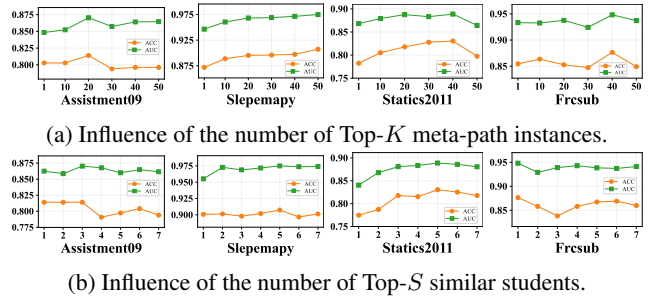 0.875
0.850
0.825
0.800
ACC
AUC
1 10 20 30 40 50
Assistment09
0.975
0.925
0.875
ACC
AUC
1 10 20 30 40 50
Slepemapy
0.90
0.85
0.80
0.75
ACC
AUC
1 10 20 30 40 50
Statics2011
0.95
0.90
0.85
ACC
AUC
1 10 20 30 40 50
Frcsub
(a) Influence of the number of Top-K meta-path instances.
0.875
0.850
0.825
0.800
0.775
ACC
AUC
1 2 3 4 5 6 7
Assistment09
0.975
0.950
0.925
0.900
ACC
AUC
1 2 3 4 5 6 7
Slepemapy
0.90
0.85
0.80
0.75
0.70
ACC
AUC
1 2 3 4 5 6 7
Statics2011
0.95
0.90
0.85
ACC
AUC
1 2 3 4 5 6 7
Frcsub
(b) Influence of the number of Top-S similar students.